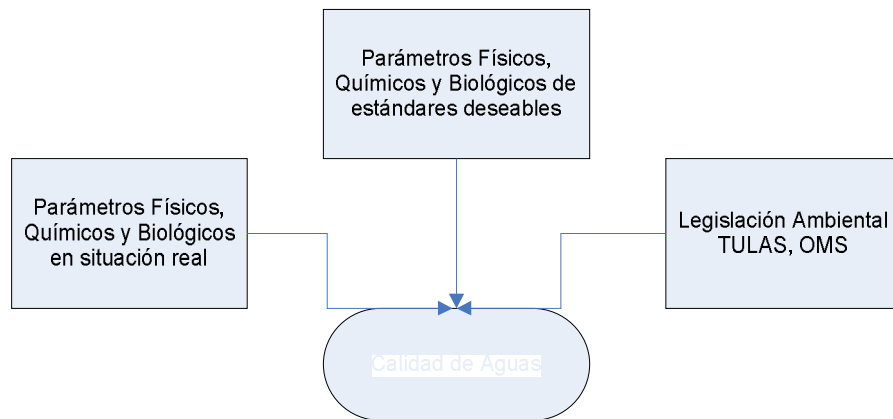 Parámetros Físicos,
Químicos y Biológicos de
estándares deseables
Parámetros Físicos,
Químicos y Biológicos
en situación real
Legislación Ambiental
TULAS, OMS
Calidad de Aguas